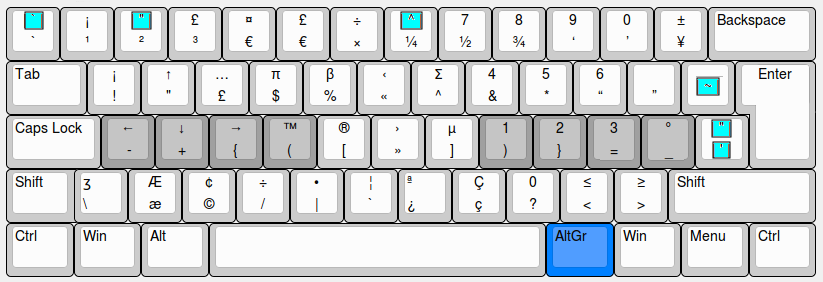 ` ¡ " £ ¤ £ ÷ ^ 7 8 9 0 ± Backspace
` ¹ ² ³ € € × ¼ ½ ¾ ‘ ’ ¥
Tab ¡ ↑ … π β ‹ Σ 4 5 6 Enter
! " £ $ % « ^ & * “ ” ~
Caps Lock ← ↓ → ™ ® › µ 1 2 3 ° "
- + { ( [ » ] ) } = _ '
Shift ʒ Æ ¢ ÷ • ¦ ª Ç 0 ≤ ≥ Shift
\ æ © / | ` ¿ ç ? < >
Ctrl Win Alt AltGr Win Menu Ctrl